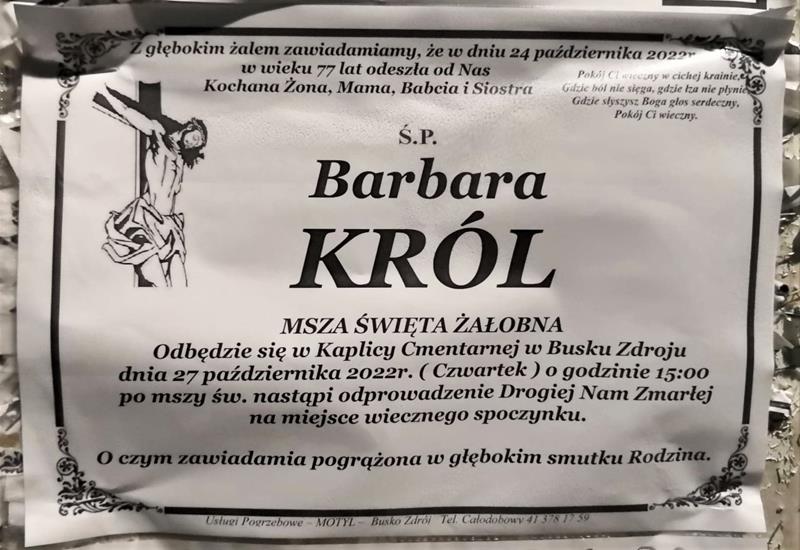 Z głębokim żalem zawiadamiamy, że w dniu 24 października 2022r
w wieku 77 lat odeszła od Nas
Kochana Żona, Mama, Babcia i Siostra
Pokój Ci wieczny w cichej krainie,
Gdzie ból nie sięga, gdzie łza nie płynie
Gdzie słyszysz Boga głos serdeczny,
Pokój Ci wieczny.
Ś.P.
Barbara
KRÓL
MSZA ŚWIĘTA ŻAŁOBNA
Odbędzie się w Kaplicy Cmentarnej w Busku Zdroju
dnia 27 października 2022r. ( Czwartek ) o godzinie 15:00
po mszy św. nastąpi odprowadzenie Drogiej Nam Zmarłej
na miejsce wiecznego spoczynku.
O czym zawiadamia pogrążona w głębokim smutku Rodzina.
Usługi Pogrzebowe – MOTYL – Busko Zdrój Tel. Całodobowy 41 378 17 59